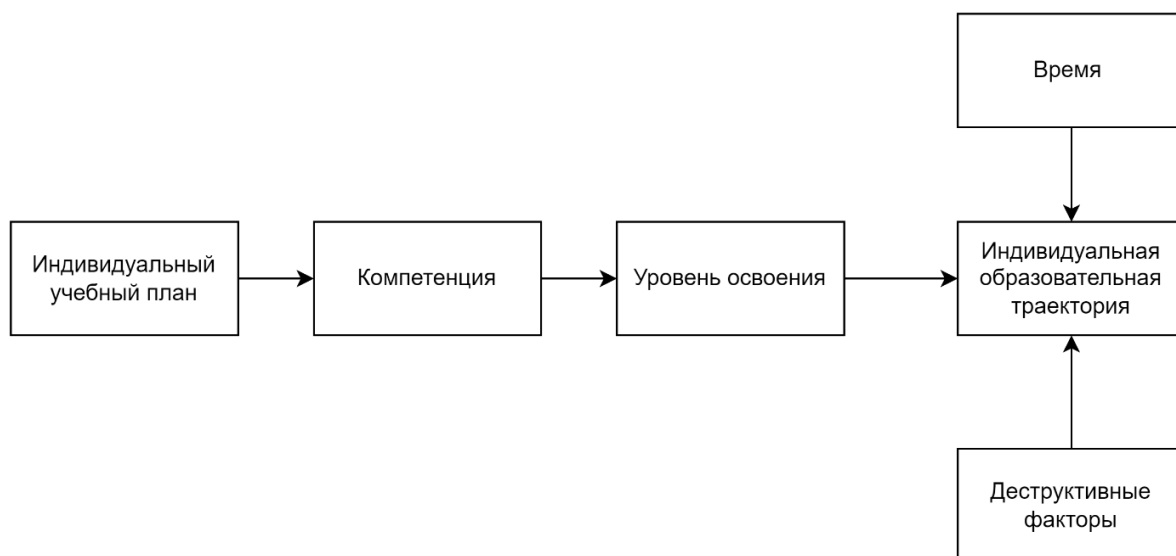 Время
Индивидуальный
учебный план
Компетенция
Уровень освоения
Индивидуальная
образовательная
траектория
Деструктивные
факторы